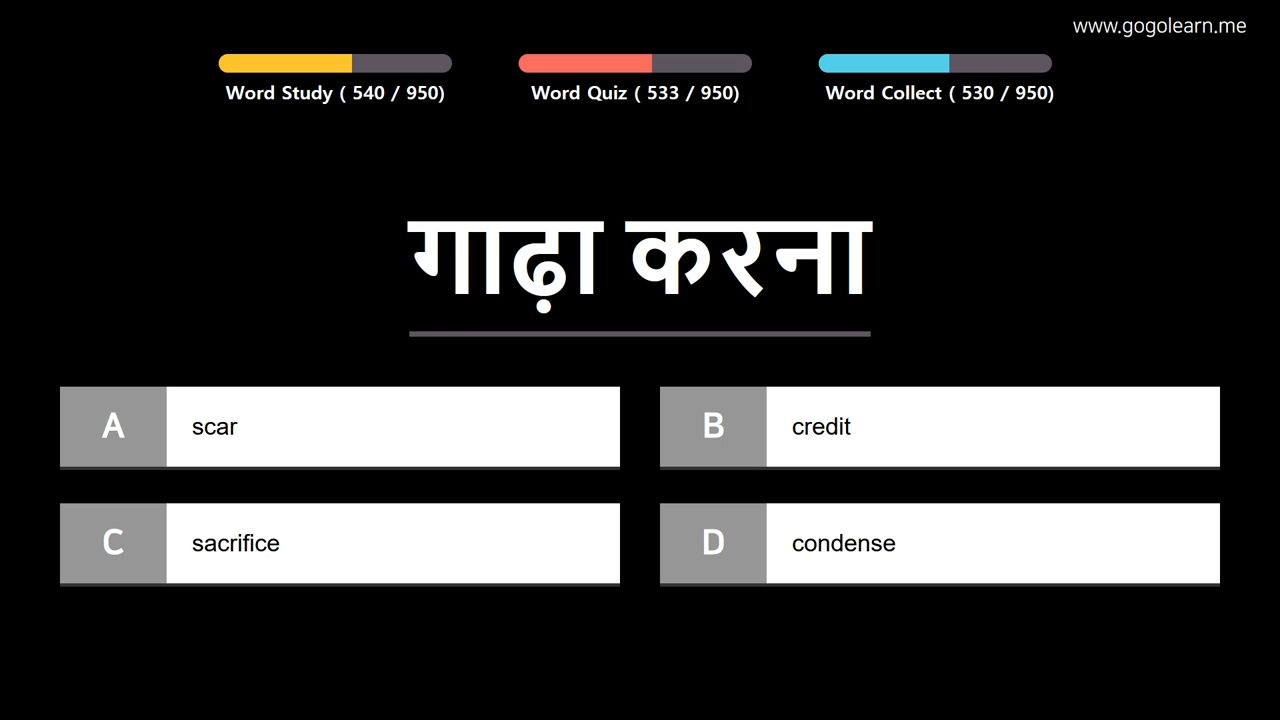 www.gogolearn.me
Word Study ( 540 / 950)
Word Quiz ( 533 / 950)
Word Collect ( 530 / 950)
गाढ़ा करना
A scar
B credit
C sacrifice
D condense